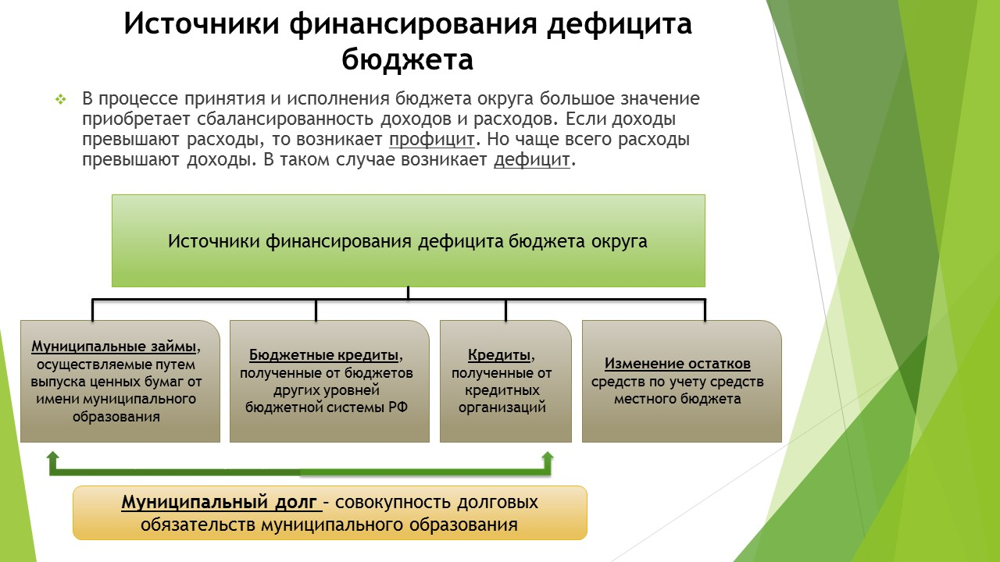 Источники финансирования дефицита
бюджета
В процессе принятия и исполнения бюджета округа большое значение
приобретает сбалансированность доходов и расходов. Если доходы
превышают расходы, то возникает профицит. Но чаще всего расходы
превышают доходы. В таком случае возникает дефицит.
Источники финансирования дефицита бюджета округа
Муниципальные займы,
осуществляемые путем
выпуска ценных бумаг от
имени муниципального
образования
Бюджетные кредиты,
полученные от бюджетов
других уровней
бюджетной системы РФ
Кредиты,
полученные от
кредитных
организаций
Изменение остатков
средств по учету средств
местного бюджета
Муниципальный долг – совокупность долговых
обязательств муниципального образования